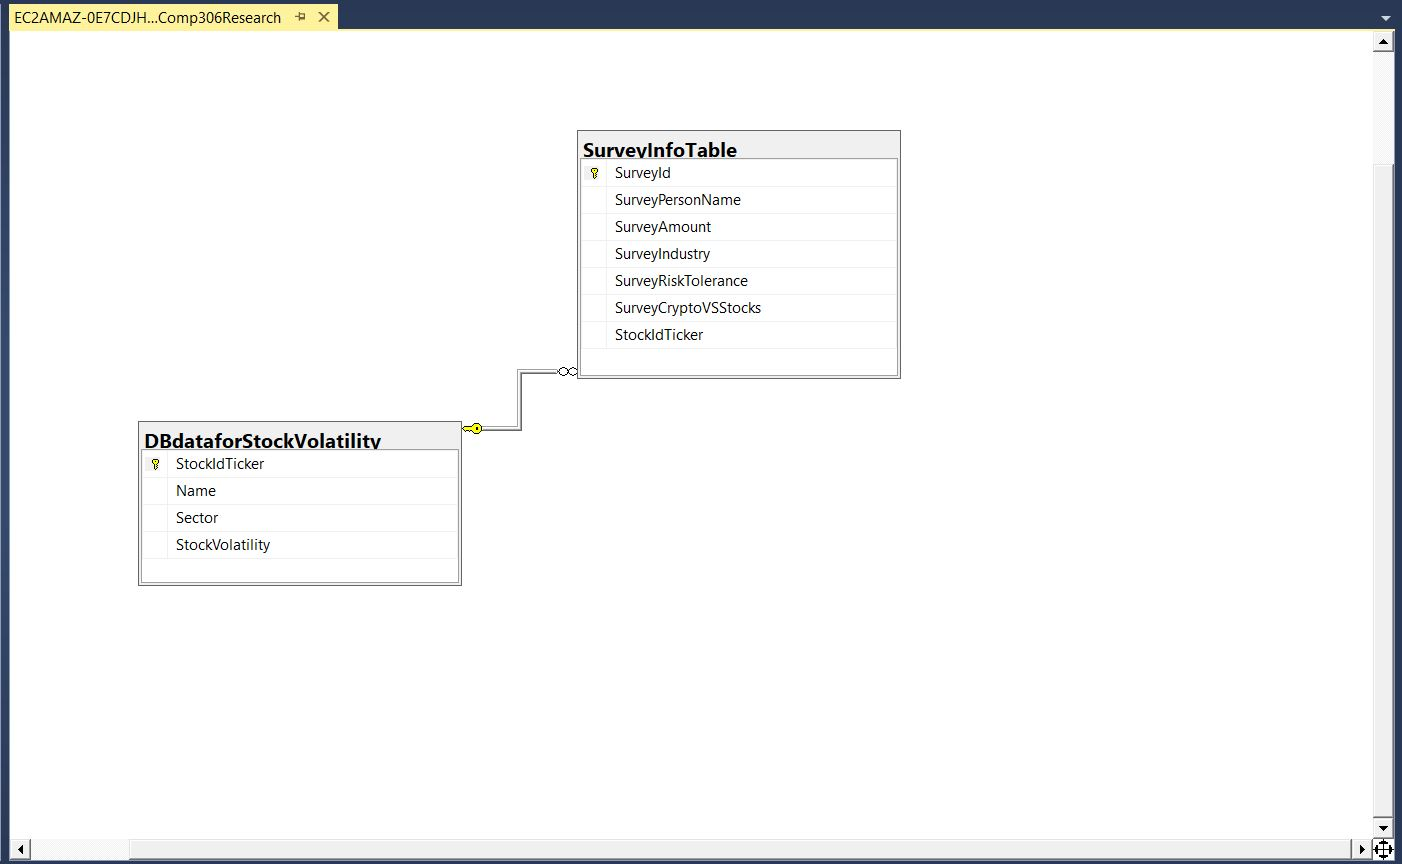 EC2AMAZ-0E7CDJH...Comp306Research
SurveyInfoTable
SurveyId
SurveyPersonName
SurveyAmount
SurveyIndustry
SurveyRiskTolerance
SurveyCryptoVSStocks
StockIdTicker
DBdataforStockVolatility
StockIdTicker
Name
Sector
StockVolatility